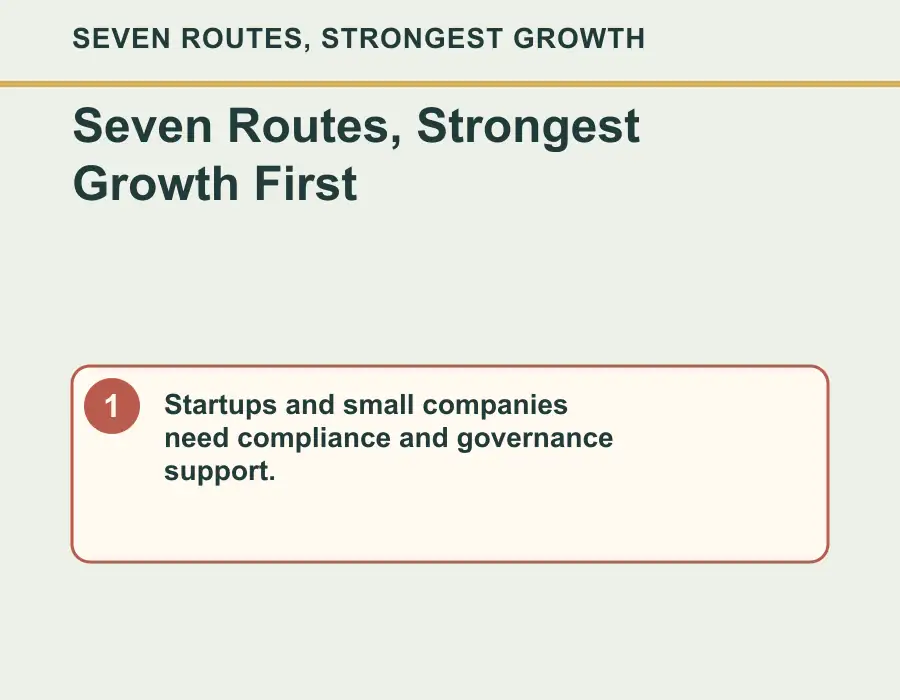 SEVEN ROUTES, STRONGEST GROWTH
Seven Routes, Strongest
Growth First
1
Startups and small companies
need compliance and governance
support.